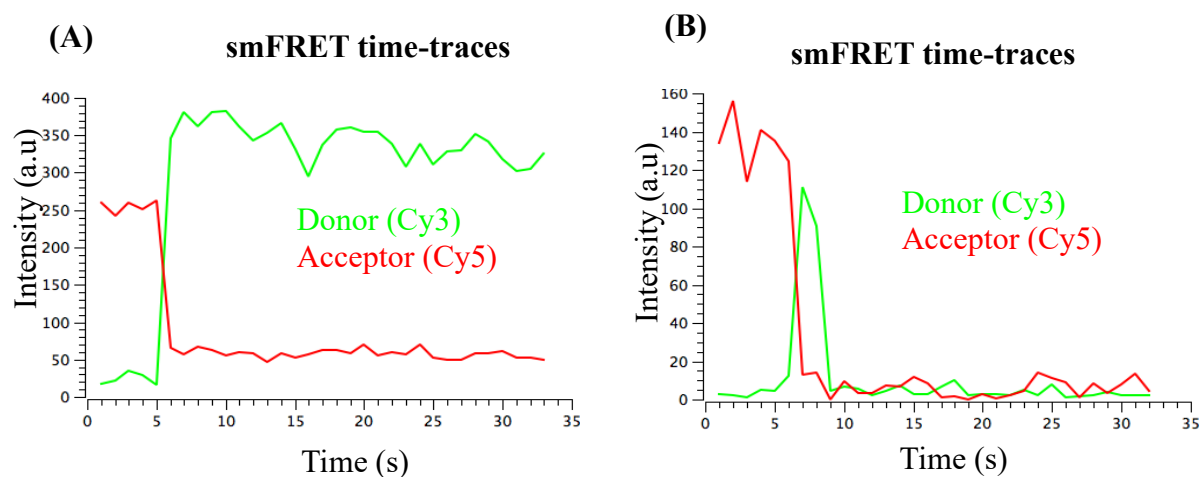 (A)
smFRET time-traces
400
350
300
250
200
150
100
50
0
Intensity (a.u)
Donor (Cy3)
Acceptor (Cy5)
0 5 10 15 20 25 30 35
Time (s)
(B)
smFRET time-traces
160
140
120
100
80
60
40
20
0
Intensity (a.u)
Donor (Cy3)
Acceptor (Cy5)
0 5 10 15 20 25 30 35
Time (s)